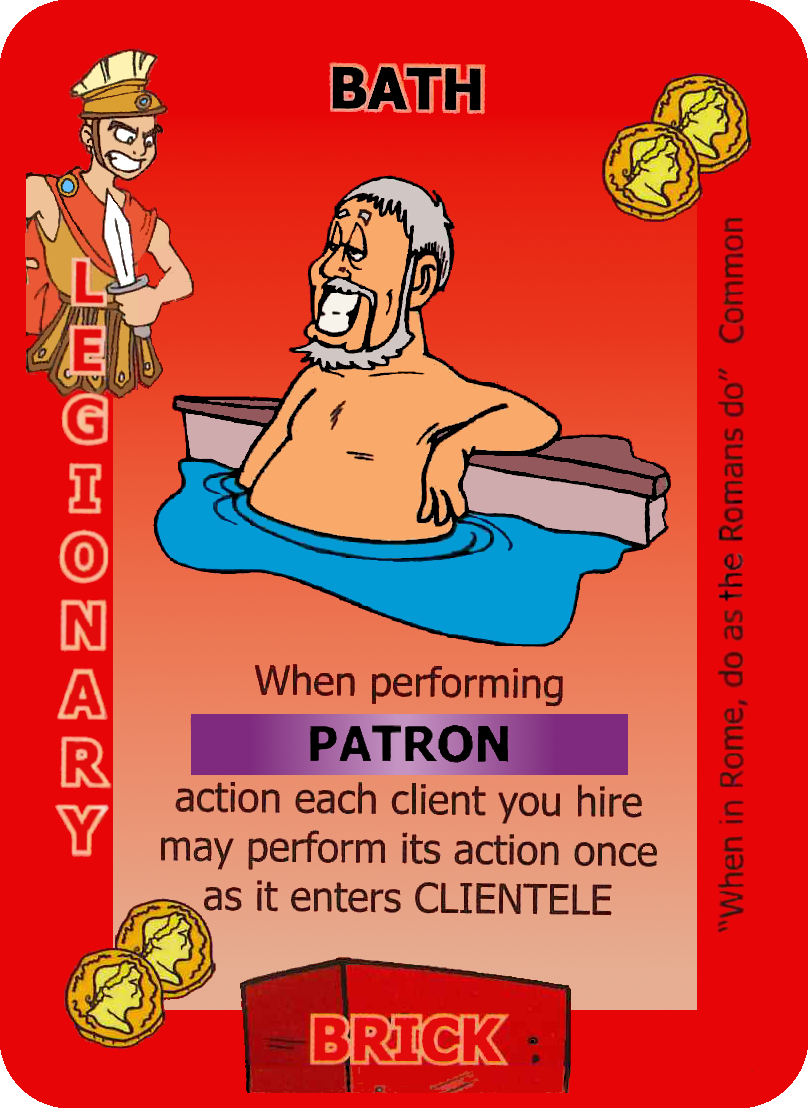 BATH
LEGIONARY
When performing
PATRON
action each client you hire
may perform its action once
as it enters CLIENTELE
“When in Rome, do as the Romans do” Common
BRICK